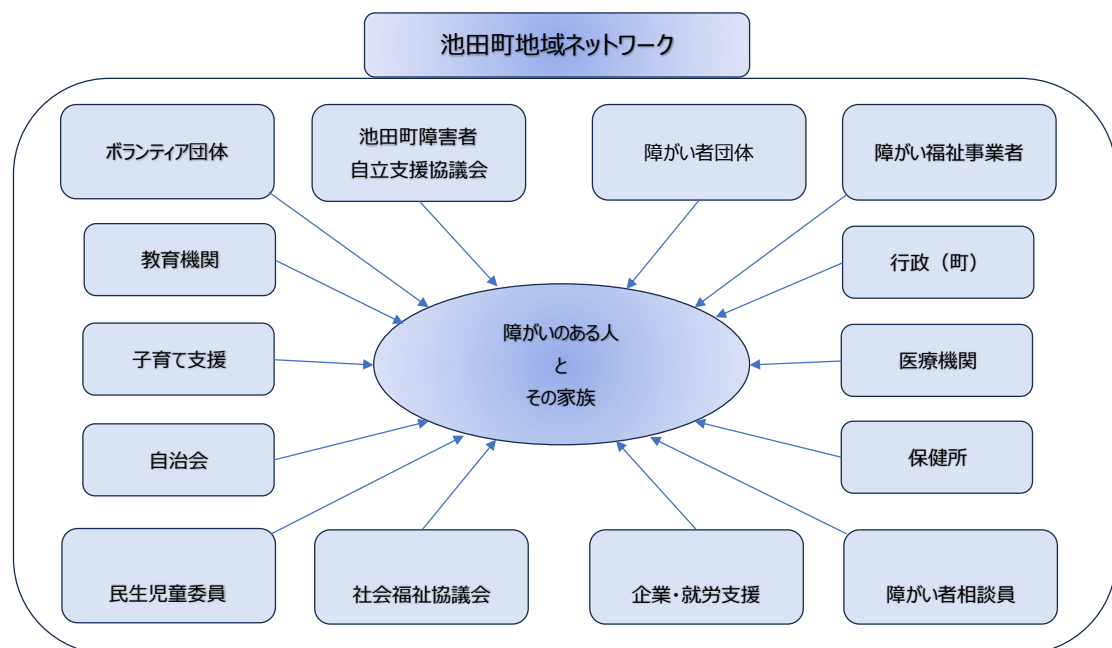 池田町地域ネットワーク
ボランティア団体
池田町障害者
自立支援協議会
障がい者団体
障がい福祉事業者
教育機関
行政（町）
障がいのある人
と
その家族
子育て支援
医療機関
自治会
保健所
民生児童委員
社会福祉協議会
企業・就労支援
障がい者相談員